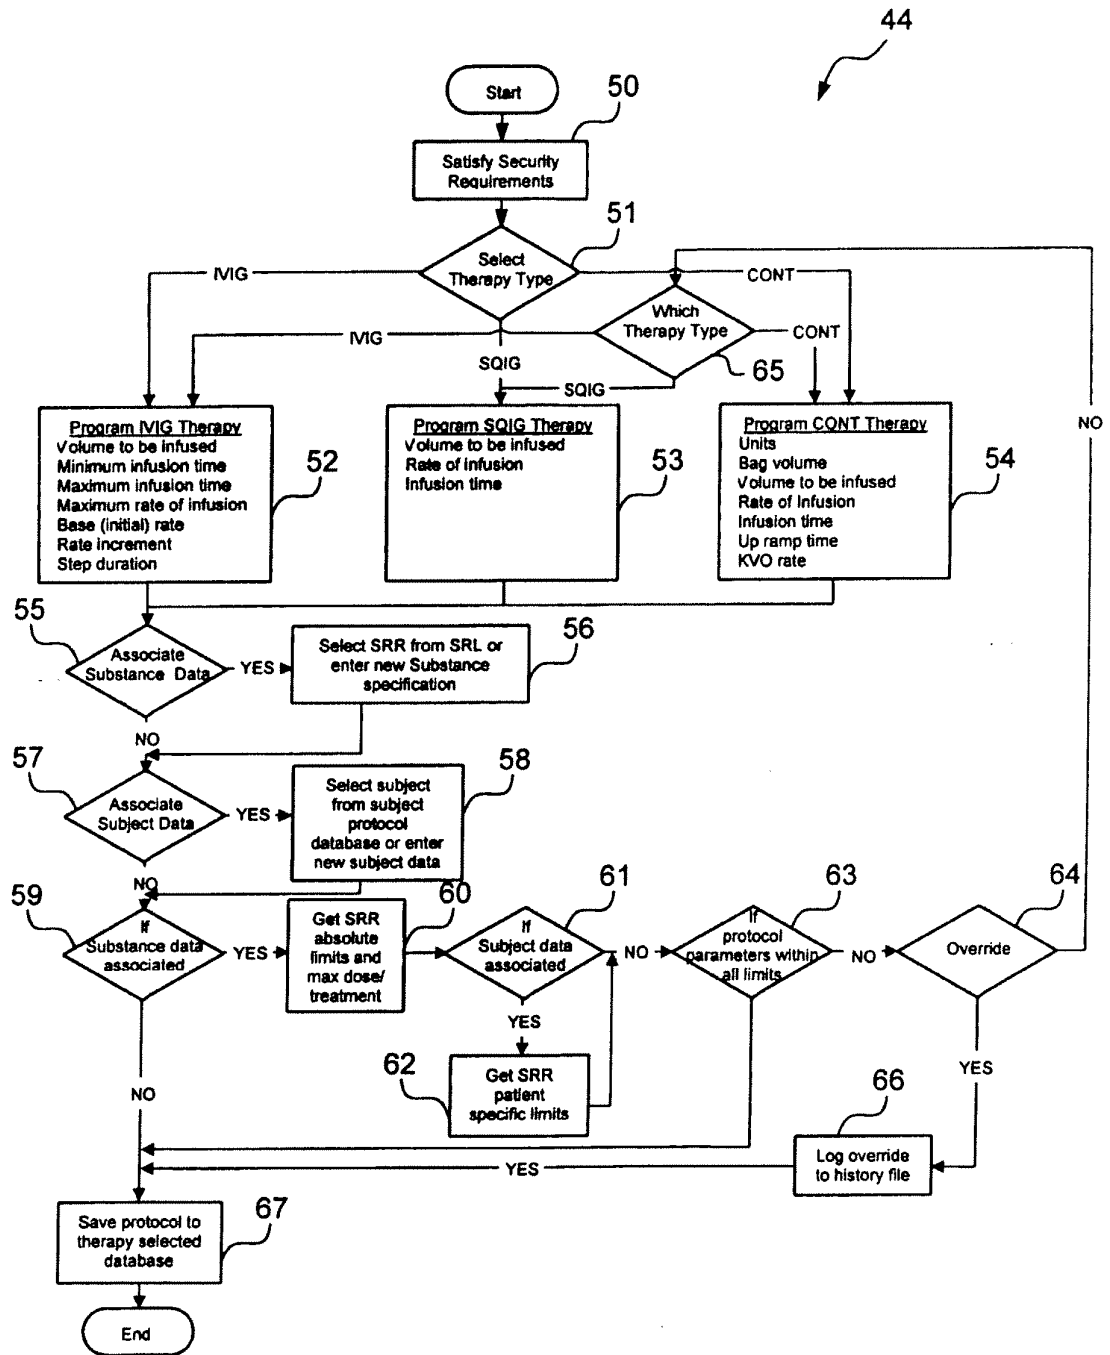 44
Start
50
Satisfy Security
Requirements
51
Select
Therapy Type
IVIG
CONT
Which
Therapy Type
IVIG
CONT
SQIG
65
SQIG
NO
Program IVIG Therapy
Volume to be infused
Minimum infusion time
Maximum infusion time
Maximum rate of infusion
Base (initial) rate
Rate increment
Step duration
52
Program SQIG Therapy
Volume to be infused
Rate of infusion
Infusion time
53
Program CONT Therapy
Units
Bag volume
Volume to be infused
Rate of Infusion
Infusion time
Up ramp time
KVO rate
54
55
Associate
Substance Data
YES
Select SRR from SRL or
enter new Substance
specification
56
NO
57
Associate
Subject Data
YES
Select subject
from subject
protocol
database or enter
new subject data
58
NO
59
If
Substance data
associated
YES
Get SRR
absolute
limits and
max dose/
treatment
60
If
Subject data
associated
61
NO
If
protocol
parameters within
all limits
63
NO
Override
64
YES
Get SRR
patient
specific limits
62
YES
NO
66
Log override
to history file
YES
Save protocol to
therapy selected
database
67
End